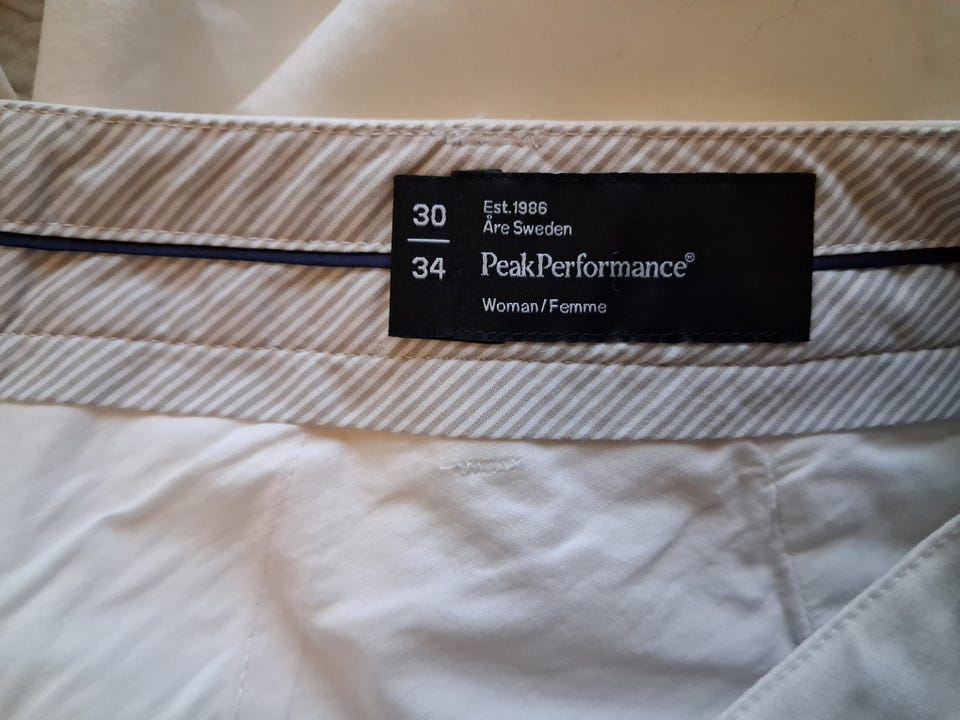 30
34
Est.1986
Åre Sweden
PeakPerformance®
Woman/Femme